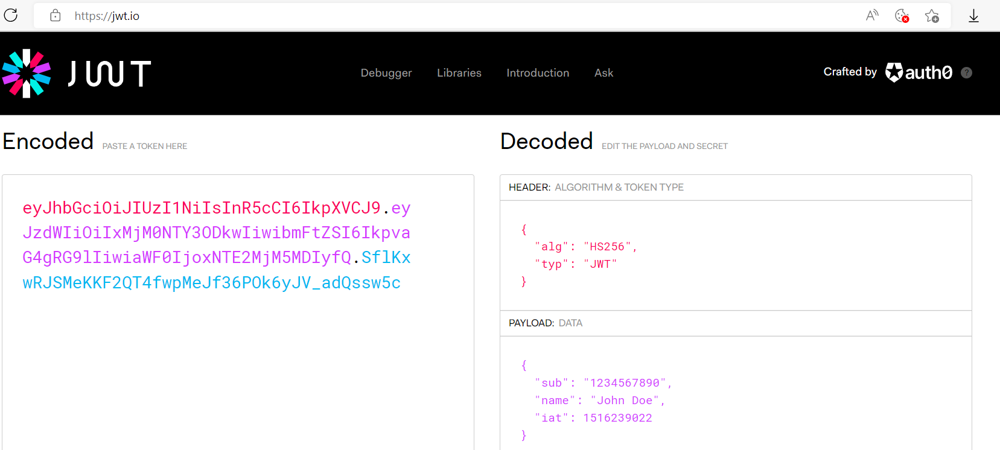 https://jwt.io
JWT
Debugger Libraries Introduction Ask
Crafted by auth0 ?
Encoded PASTE A TOKEN HERE
eyJhbGciOiJIUzI1NiIsInR5cCI6IkpXVCJ9.ey
JzdWIiOiIxMjM0NTY3ODkwIiwibmFtZSI6Ikpva
G4gRG9lIiwiaWF0IjoxNTE2MjM5MDIyfQ.SflKx
wRJSMeKKF2QT4fwpMeJf36POk6yJV_adQssw5c
Decoded EDIT THE PAYLOAD AND SECRET
HEADER: ALGORITHM & TOKEN TYPE
{
"alg": "HS256",
"typ": "JWT"
}
PAYLOAD: DATA
{
"sub": "1234567890",
"name": "John Doe",
"iat": 1516239022
}